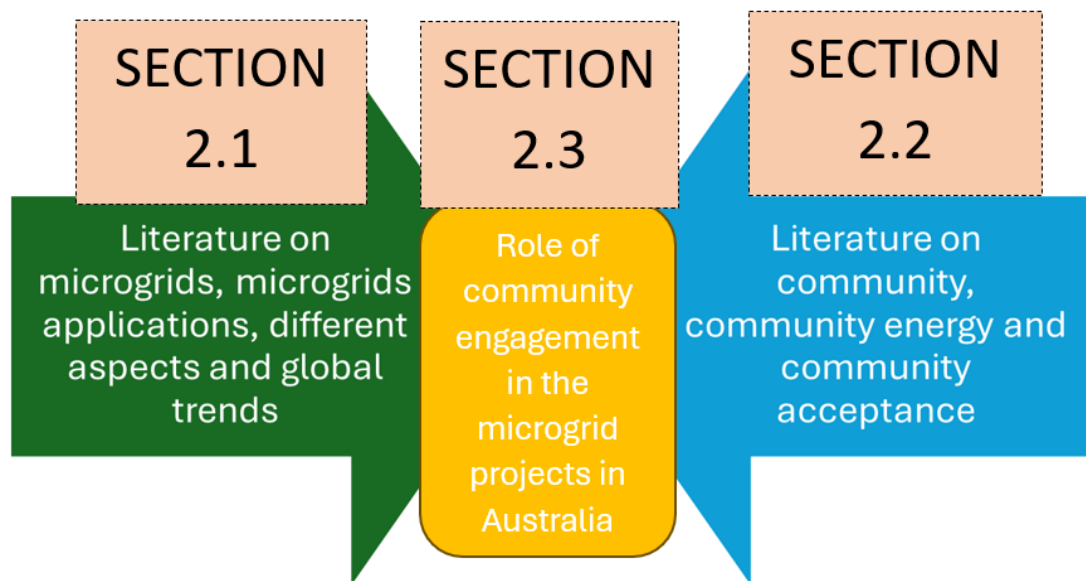 SECTION
2.1
Literature on
microgrids, microgrids
applications, different
aspects and global
trends
SECTION
2.3
Role of
community
engagement
in the
microgrid
projects in
Australia
SECTION
2.2
Literature on
community,
community energy and
community
acceptance